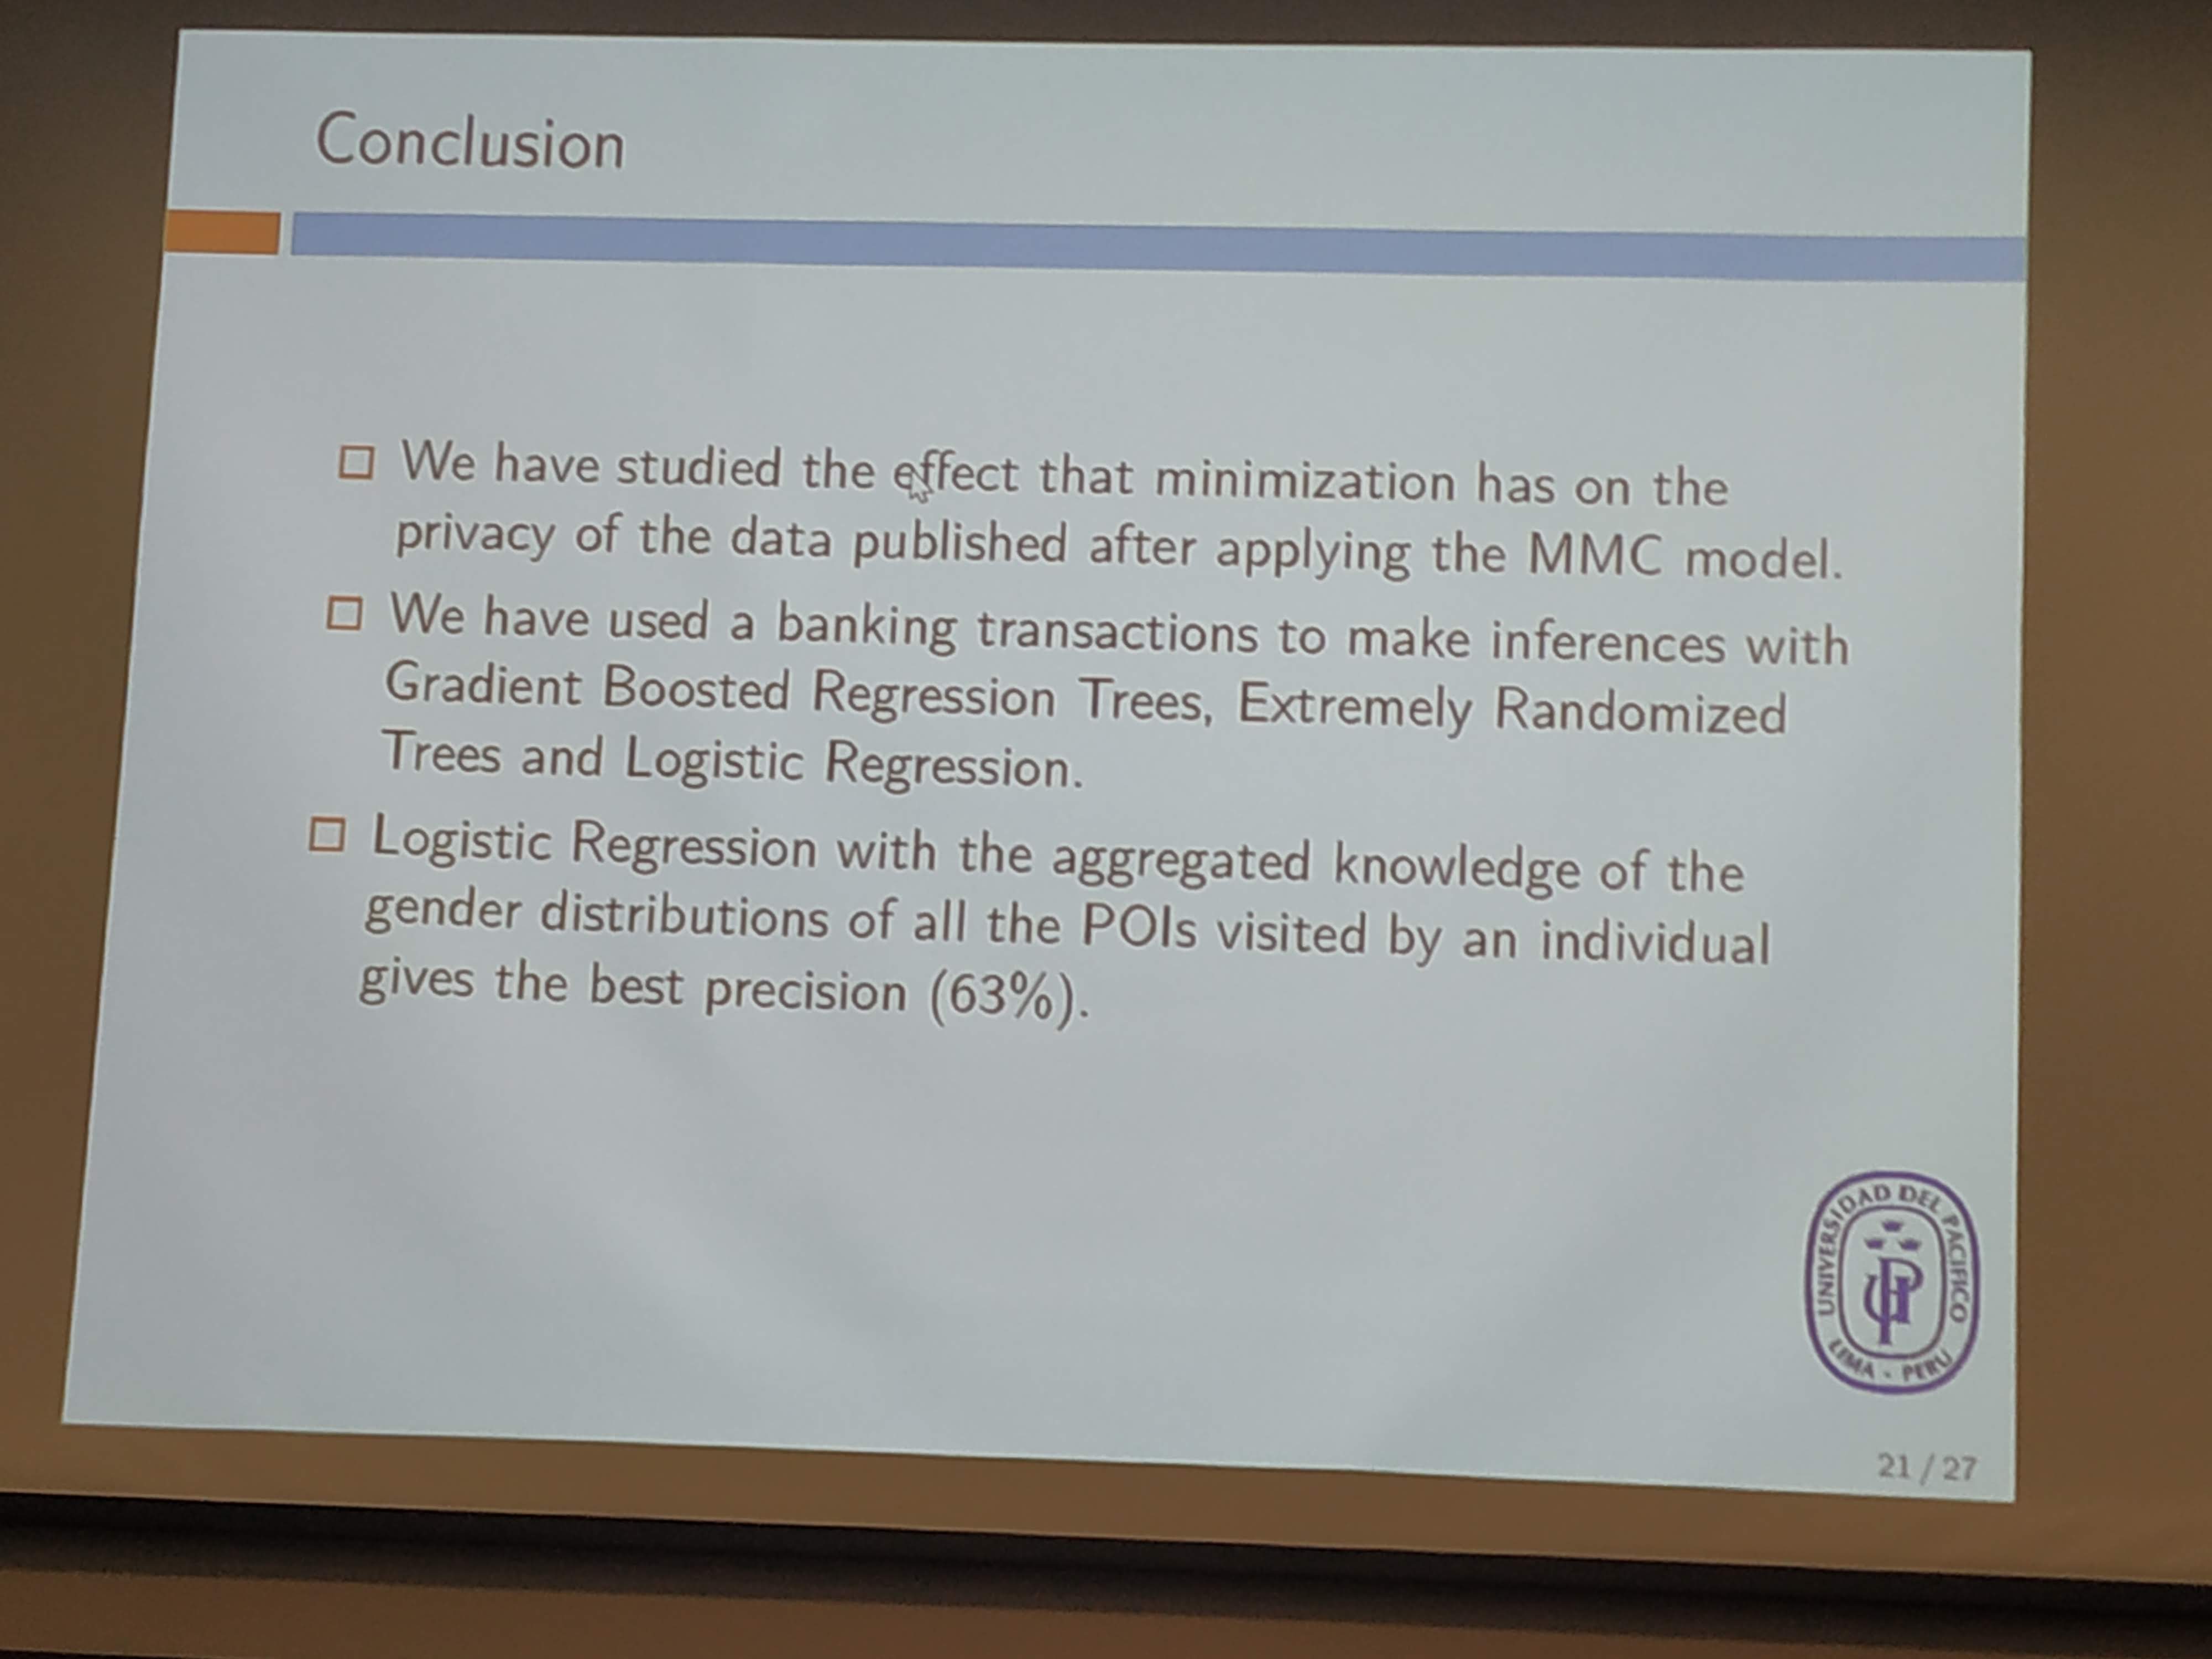 Conclusion
We have studied the effect that minimization has on the
privacy of the data published after applying the MMC model.
We have used a banking transactions to make inferences with
Gradient Boosted Regression Trees, Extremely Randomized
Trees and Logistic Regression.
Logistic Regression with the aggregated knowledge of the
gender distributions of all the POIs visited by an individual
gives the best precision (63%).
UNIVERSIDAD DEL PACIFICO
UP
LIMA - PERU
21 / 27